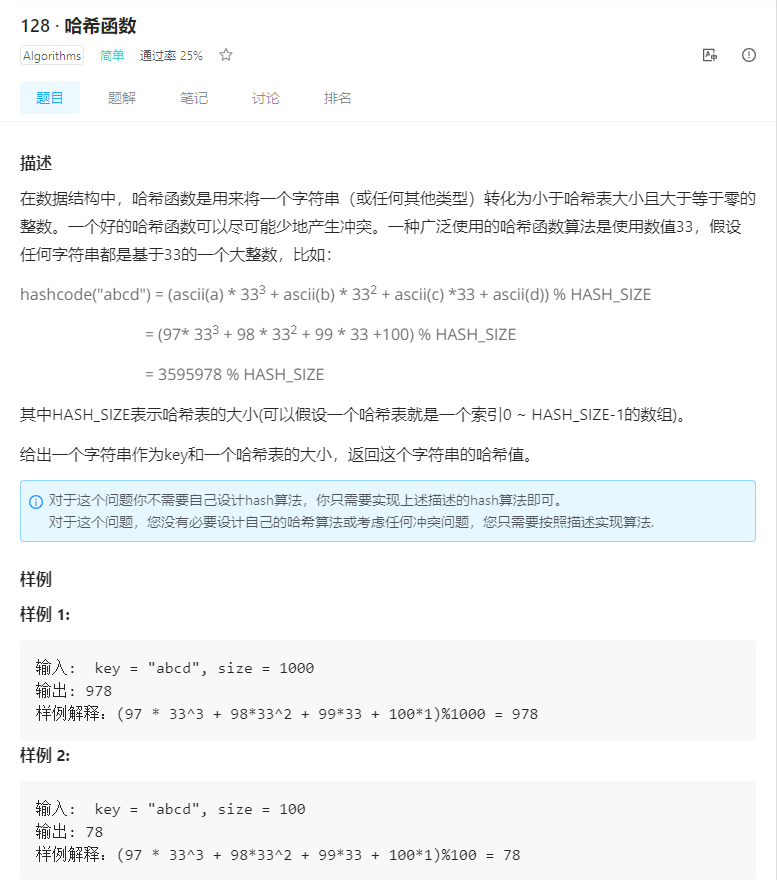 128 · 哈希函数
Algorithms 简单 通过率 25%
题目 题解 笔记 讨论 排名
描述
在数据结构中，哈希函数是用来将一个字符串（或任何其他类型）转化为小于哈希表大小且大于等于零的
整数。一个好的哈希函数可以尽可能少地产生冲突。一种广泛使用的哈希函数算法是使用数值33，假设
任何字符串都是基于33的一个大整数，比如：
hashcode("abcd") = (ascii(a) * 33³ + ascii(b) * 33² + ascii(c) *33 + ascii(d)) % HASH_SIZE
= (97* 33³ + 98 * 33² + 99 * 33 +100) % HASH_SIZE
= 3595978 % HASH_SIZE
其中HASH_SIZE表示哈希表的大小(可以假设一个哈希表就是一个索引0 ~ HASH_SIZE-1的数组)。
给出一个字符串作为key和一个哈希表的大小，返回这个字符串的哈希值。
对于这个问题你不需要自己设计hash算法，你只需要实现上述描述的hash算法即可。
对于这个问题，您没有必要设计自己的哈希算法或考虑任何冲突问题，您只需要按照描述实现算法.
样例
样例 1:
输入:  key = "abcd", size = 1000
输出: 978
样例解释：(97 * 33^3 + 98*33^2 + 99*33 + 100*1)%1000 = 978
样例 2:
输入:  key = "abcd", size = 100
输出: 78
样例解释：(97 * 33^3 + 98*33^2 + 99*33 + 100*1)%100 = 78